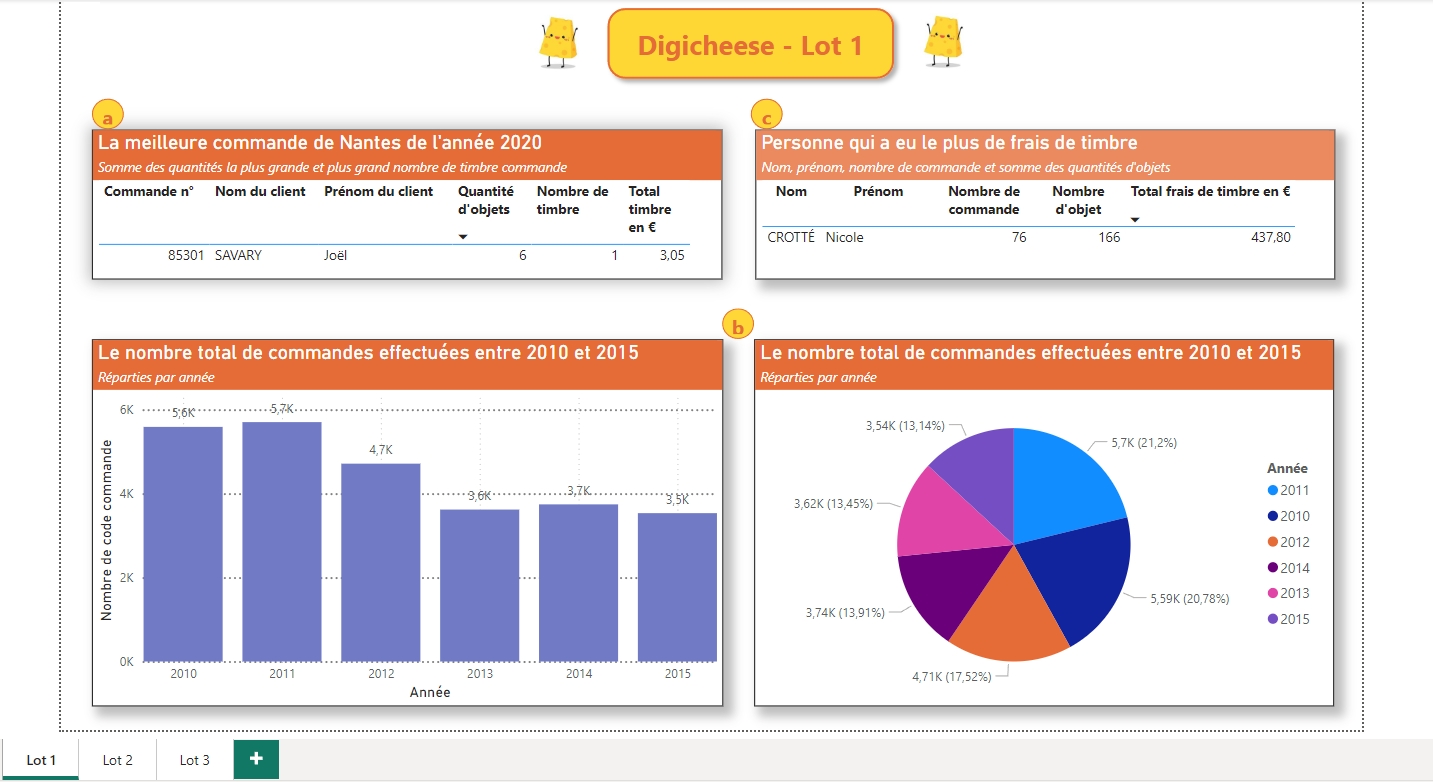 Digicheese - Lot 1
a
La meilleure commande de Nantes de l'année 2020
Somme des quantités la plus grande et plus grand nombre de timbre commande
Commande n° Nom du client Prénom du client Quantité d'objets Nombre de timbre Total timbre en €
85301 SAVARY Joël 6 1 3,05
c
Personne qui a eu le plus de frais de timbre
Nom, prénom, nombre de commande et somme des quantités d'objets
Nom Prénom Nombre de commande Nombre d'objet Total frais de timbre en €
CROTTÉ Nicole 76 166 437,80
b
Le nombre total de commandes effectuées entre 2010 et 2015
Réparties par année
Nombre de code commande
6K
4K
2K
0K
5,6K
5,7K
4,7K
3,6K
3,7K
3,5K
2010 2011 2012 2013 2014 2015
Année
Le nombre total de commandes effectuées entre 2010 et 2015
Réparties par année
3,54K (13,14%)
5,7K (21,2%)
3,62K (13,45%)
5,59K (20,78%)
3,74K (13,91%)
4,71K (17,52%)
Année
2011
2010
2012
2014
2013
2015
Lot 1 Lot 2 Lot 3 +